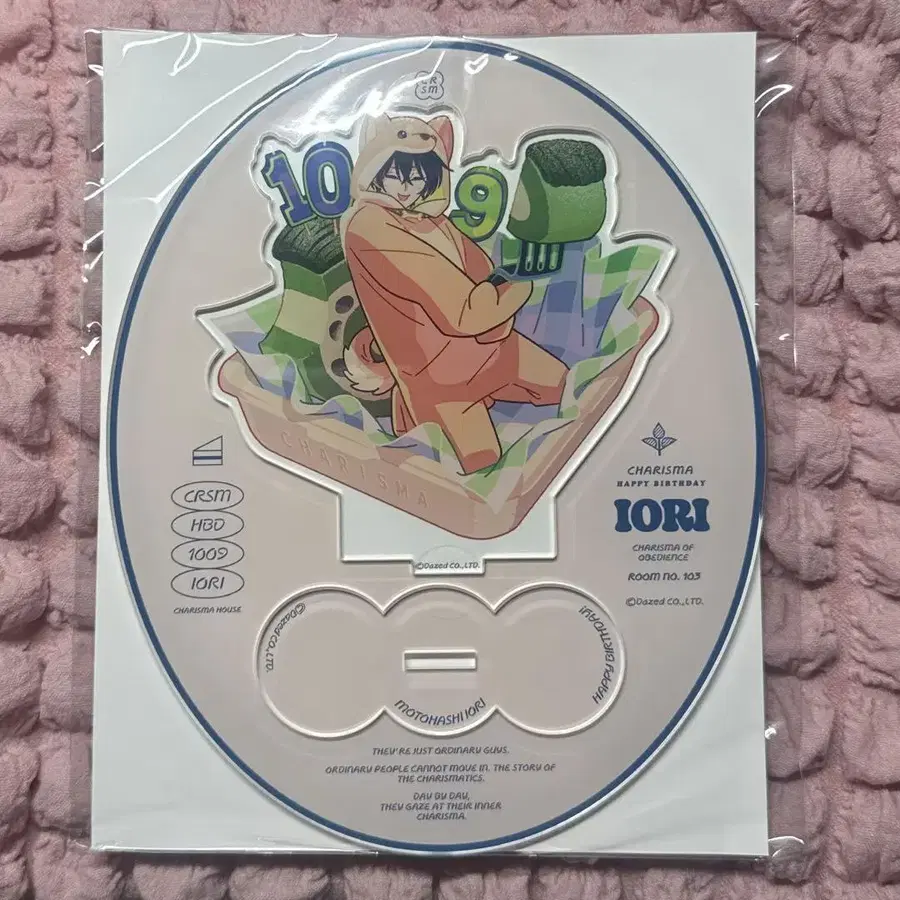 CR
SM
10
9
CHARISMA
©Dazed CO.,LTD.
CRSM
HBD
1009
IORI
CHARISMA HOUSE
CHARISMA
HAPPY BIRTHDAY
IORI
CHARISMA OF
OBEDIENCE
ROOM NO. 103
©Dazed CO.,LTD.
©Dazed CO.,LTD.
MOTOHASHI IORI
HAPPY BIRTHDAY!
THEY'RE JUST ORDINARY GUYS.
ORDINARY PEOPLE CANNOT MOVE IN. THE STORY OF
THE CHARISMATICS.
DAY BY DAY,
THEY GAZE AT THEIR INNER
CHARISMA.